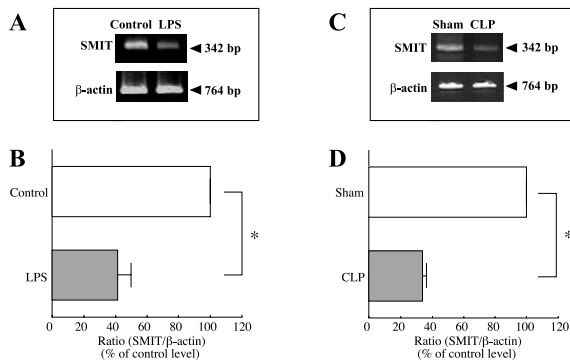 A
Control LPS
SMIT
342 bp
β-actin
764 bp
B
Control
*
LPS
0 20 40 60 80 100 120
Ratio (SMIT/β-actin)
(% of control level)
C
Sham CLP
SMIT
342 bp
β-actin
764 bp
D
Sham
*
CLP
0 20 40 60 80 100 120
Ratio (SMIT/β-actin)
(% of control level)